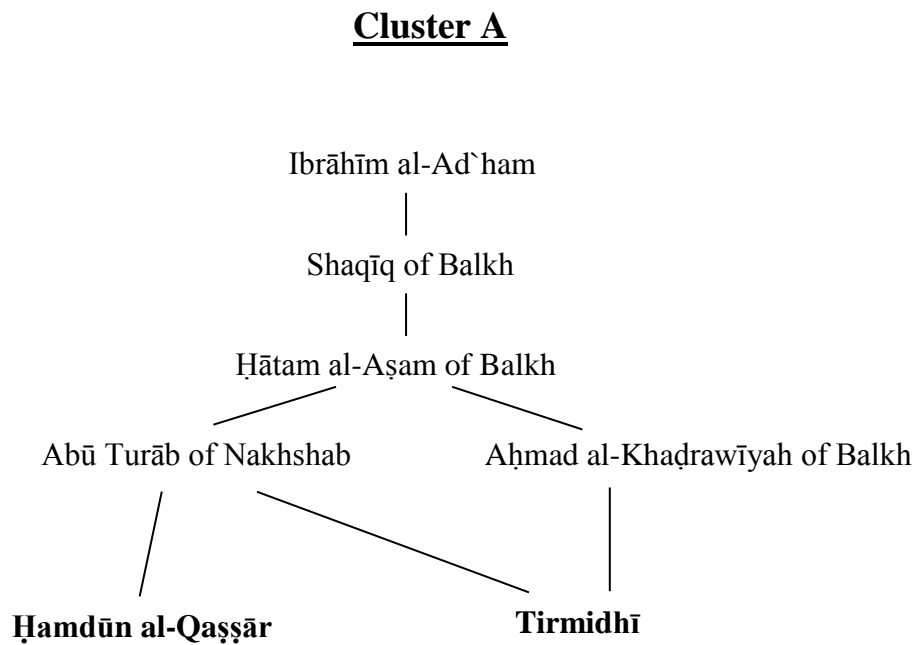 Cluster A
Ibrāhīm al-Ad`ham
Shaqīq of Balkh
Ḥātam al-Aṣam of Balkh
Abū Turāb of Nakhshab
Aḥmad al-Khaḍrawīyah of Balkh
Ḥamdūn al-Qaṣṣār
Tirmidhī